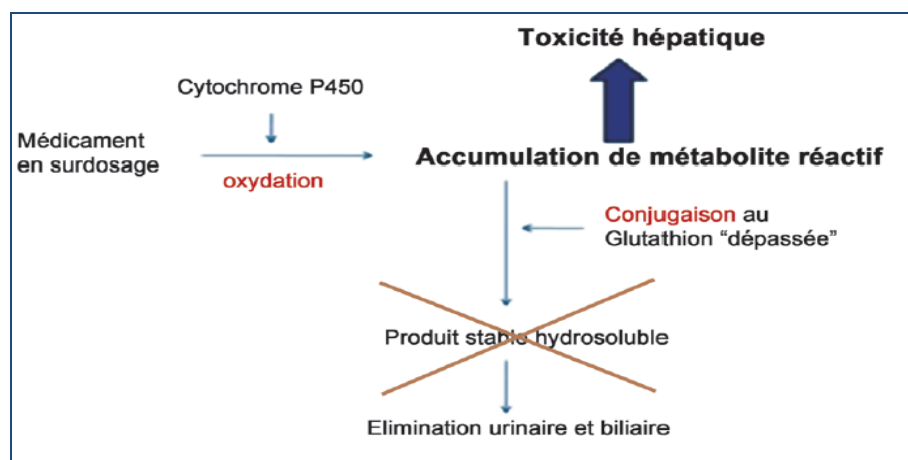 Toxicité hépatique
Cytochrome P450
Médicament
en surdosage
oxydation
Accumulation de métabolite réactif
Conjugaison au
Glutathion “dépassée”
Produit stable hydrosoluble
Elimination urinaire et biliaire